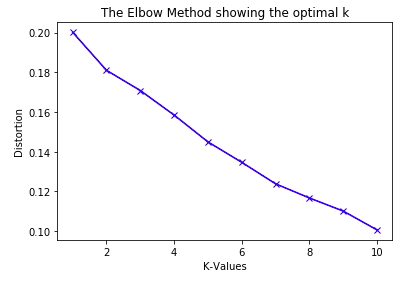 The Elbow Method showing the optimal k
0.20
0.18
0.16
0.14
0.12
0.10
Distortion
2 4 6 8 10
K-Values